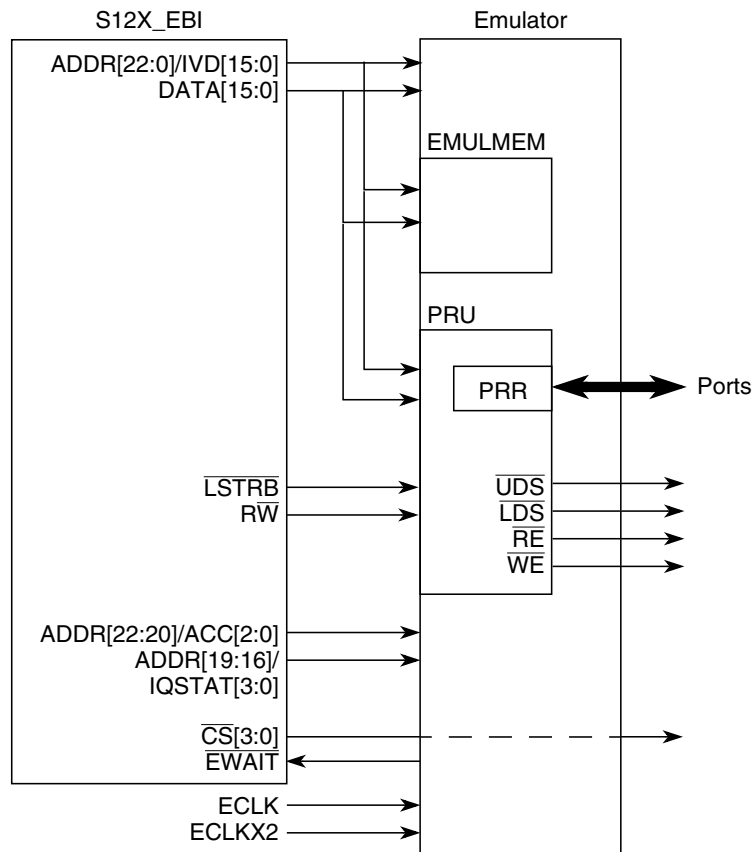 S12X_EBI
Emulator
ADDR[22:0]/IVD[15:0]
DATA[15:0]
EMULMEM
PRU
PRR
Ports
LSTRB
RW
UDS
LDS
RE
WE
ADDR[22:20]/ACC[2:0]
ADDR[19:16]/
IQSTAT[3:0]
CS[3:0]
EWAIT
ECLK
ECLKX2